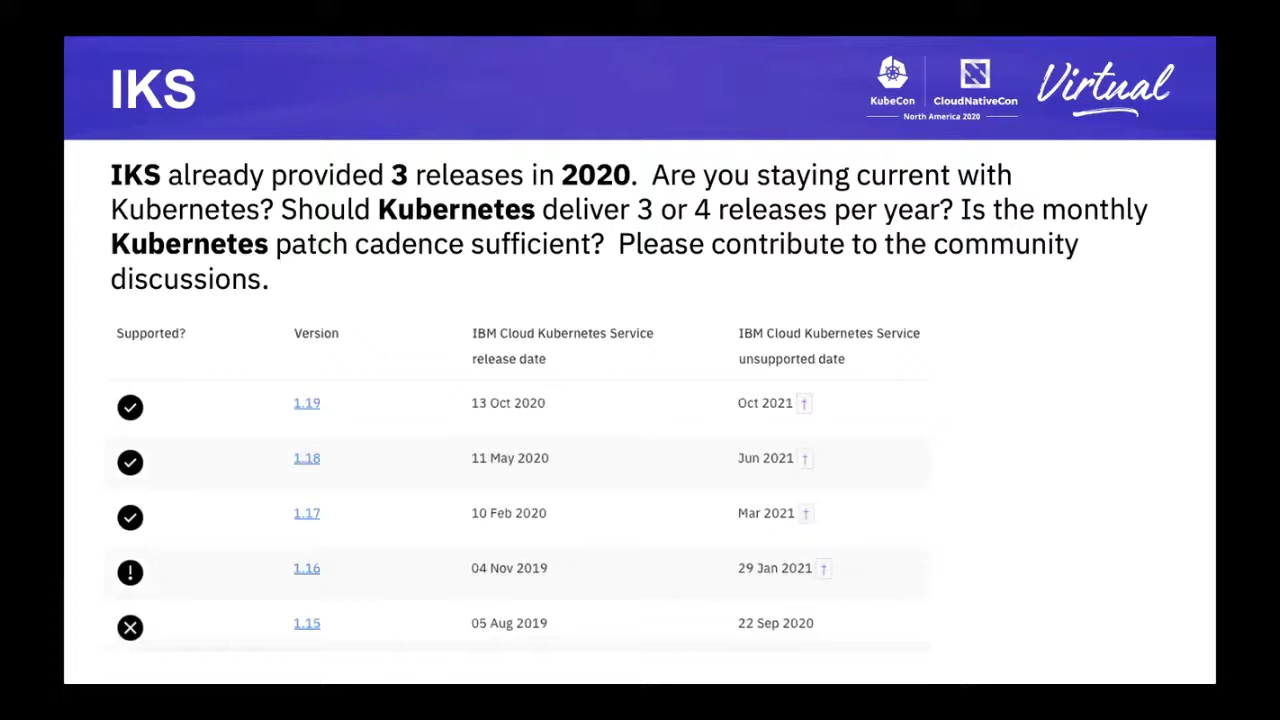 IKS
KubeCon
CloudNativeCon
North America 2020
Virtual
IKS already provided 3 releases in 2020. Are you staying current with
Kubernetes? Should Kubernetes deliver 3 or 4 releases per year? Is the monthly
Kubernetes patch cadence sufficient? Please contribute to the community
discussions.
Supported? Version IBM Cloud Kubernetes Service release date IBM Cloud Kubernetes Service unsupported date
1.19 13 Oct 2020 Oct 2021 †
1.18 11 May 2020 Jun 2021 †
1.17 10 Feb 2020 Mar 2021 †
1.16 04 Nov 2019 29 Jan 2021 †
1.15 05 Aug 2019 22 Sep 2020